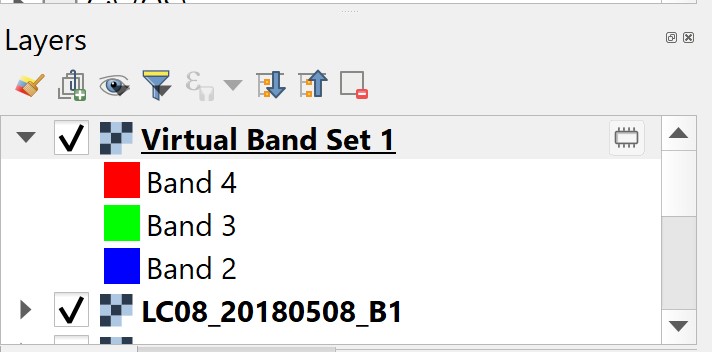 Layers
Virtual Band Set 1
Band 4
Band 3
Band 2
LC08_20180508_B1